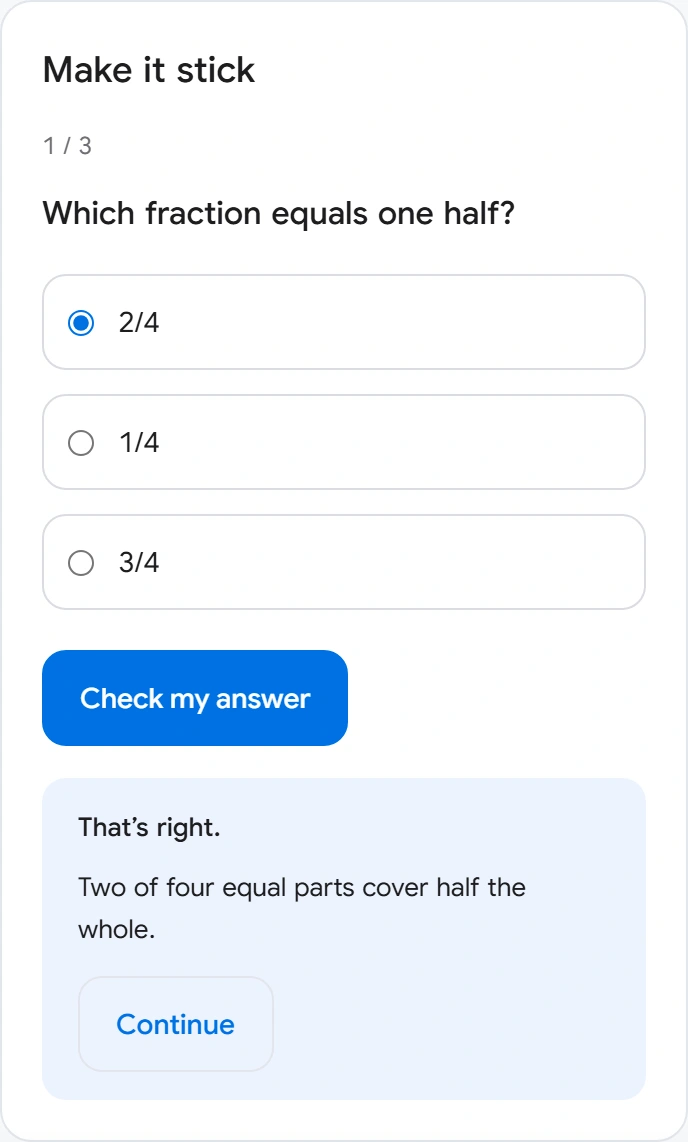 Make it stick
1 / 3
Which fraction equals one half?
2/4
1/4
3/4
Check my answer
That’s right.
Two of four equal parts cover half the
whole.
Continue